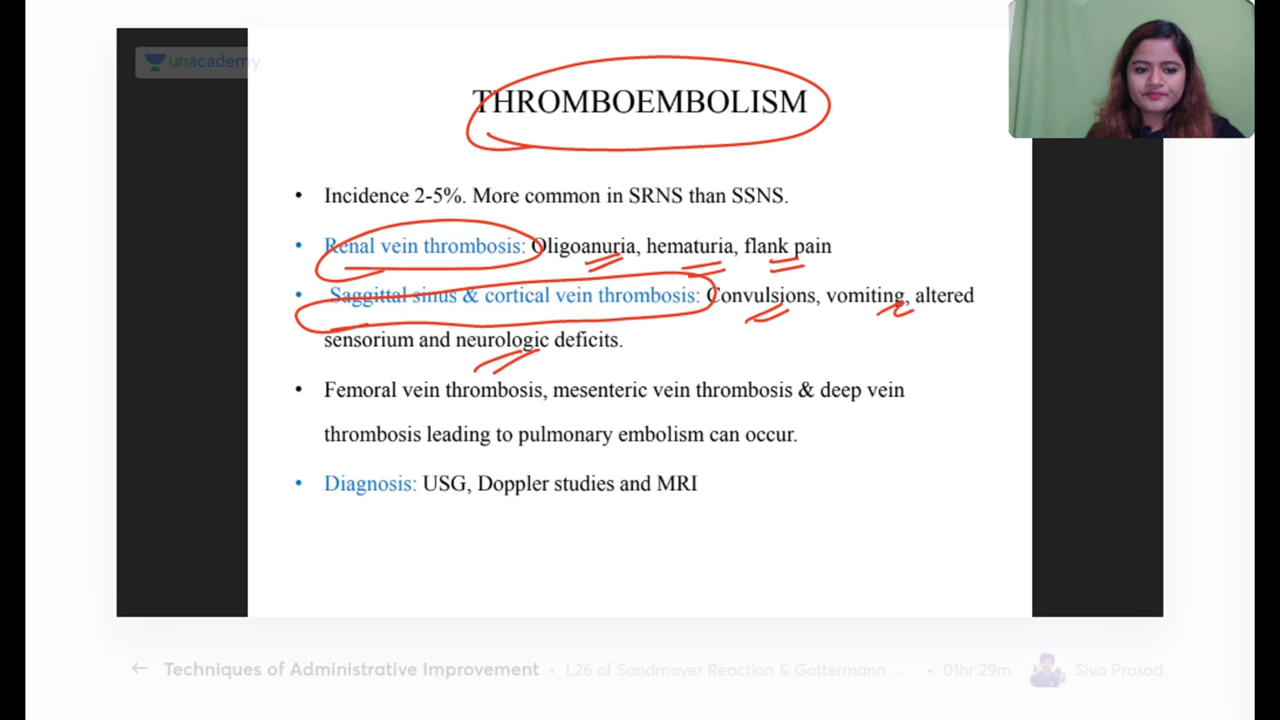 unacademy
THROMBOEMBOLISM
• Incidence 2-5%. More common in SRNS than SSNS.
• Renal vein thrombosis: Oligoanuria, hematuria, flank pain
• Saggittal sinus & cortical vein thrombosis: Convulsions, vomiting, altered
sensorium and neurologic deficits.
• Femoral vein thrombosis, mesenteric vein thrombosis & deep vein
thrombosis leading to pulmonary embolism can occur.
• Diagnosis: USG, Doppler studies and MRI
← Techniques of Administrative Improvement • L26 of Sandmayer Reaction & Gattermann ... • 01hr 29m Siva Prasad